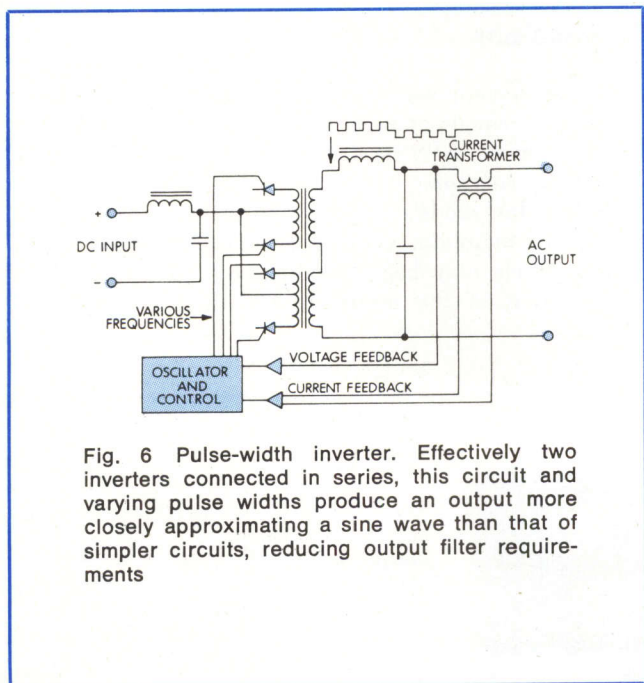 CURRENT
TRANSFORMER
+
DC INPUT
−
AC
OUTPUT
VARIOUS
FREQUENCIES
OSCILLATOR
AND
CONTROL
VOLTAGE FEEDBACK
CURRENT FEEDBACK
Fig. 6 Pulse-width inverter. Effectively two
inverters connected in series, this circuit and
varying pulse widths produce an output more
closely approximating a sine wave than that of
simpler circuits, reducing output filter require-
ments